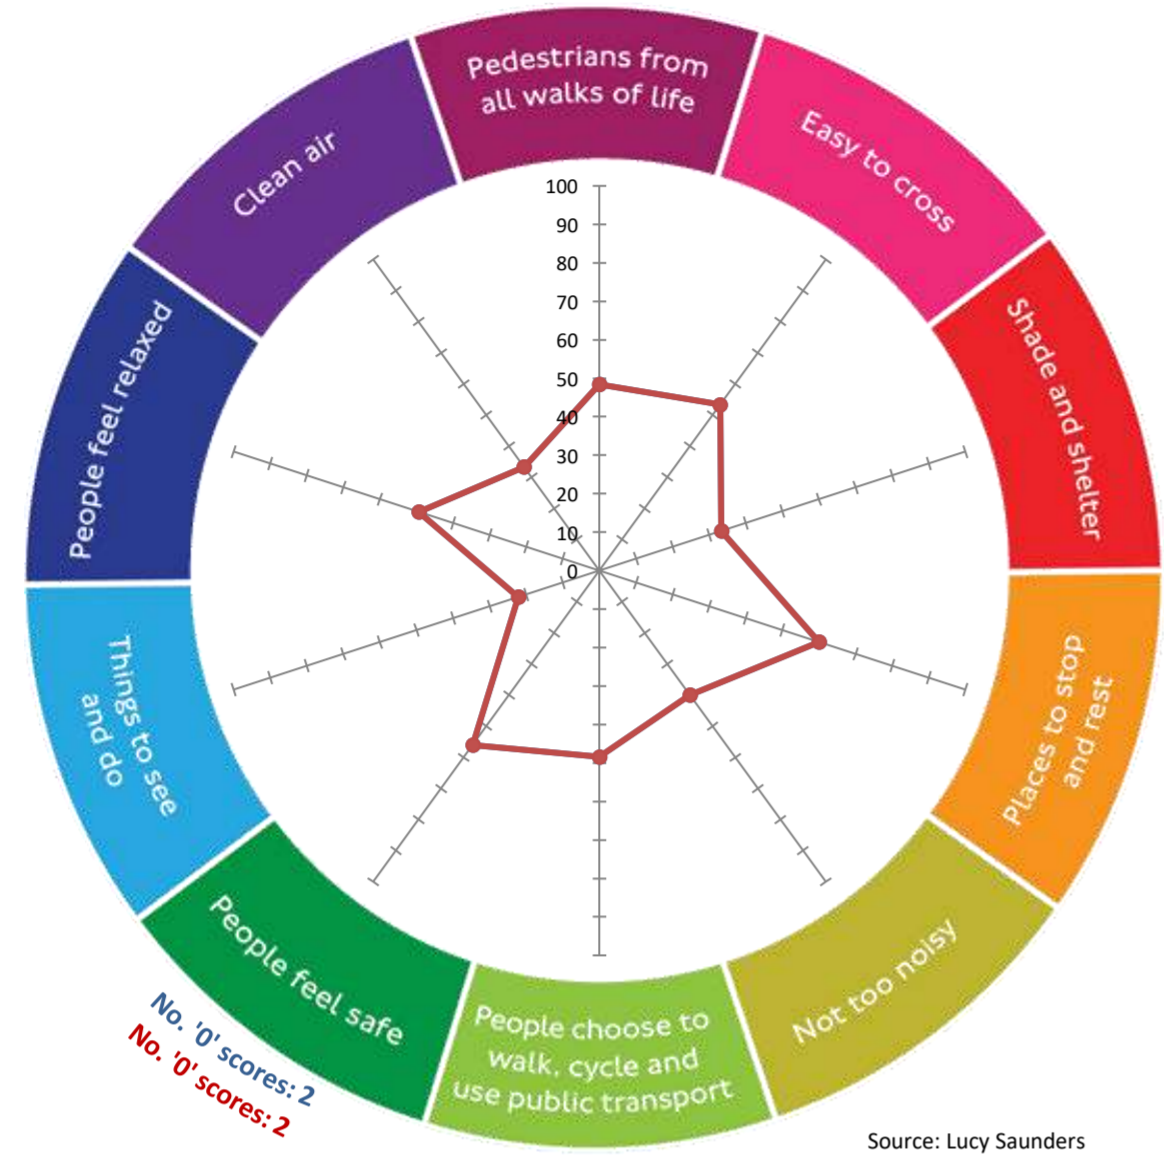 Pedestrians from
all walks of life
Easy to cross
Shade and shelter
Places to stop
and rest
Not too noisy
People choose to
walk, cycle and
use public transport
People feel safe
Things to see
and do
People feel relaxed
Clean air
100
90
80
70
60
50
40
30
20
10
0
No. '0' scores: 2
No. '0' scores: 2
Source: Lucy Saunders